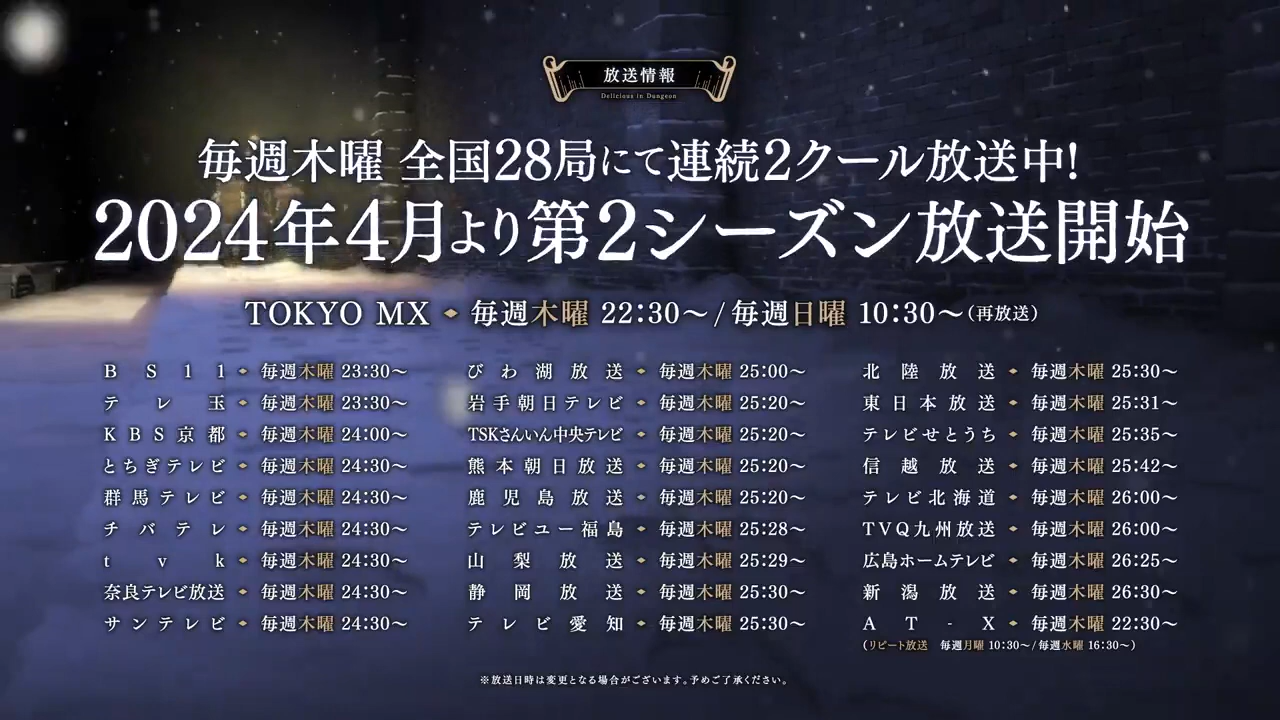 放送情報
Delicious in Dungeon
毎週木曜 全国28局にて連続2クール放送中!
2024年4月より第2シーズン放送開始
TOKYO MX ◆ 毎週木曜 22:30〜/毎週日曜 10:30〜(再放送)
BS11 ◆ 毎週木曜 23:30〜
テレ玉 ◆ 毎週木曜 23:30〜
KBS京都 ◆ 毎週木曜 24:00〜
とちぎテレビ ◆ 毎週木曜 24:30〜
群馬テレビ ◆ 毎週木曜 24:30〜
チバテレ ◆ 毎週木曜 24:30〜
tvk ◆ 毎週木曜 24:30〜
奈良テレビ放送 ◆ 毎週木曜 24:30〜
サンテレビ ◆ 毎週木曜 24:30〜
びわ湖放送 ◆ 毎週木曜 25:00〜
岩手朝日テレビ ◆ 毎週木曜 25:20〜
TSKさんいん中央テレビ ◆ 毎週木曜 25:20〜
熊本朝日放送 ◆ 毎週木曜 25:20〜
鹿児島放送 ◆ 毎週木曜 25:20〜
テレビユー福島 ◆ 毎週木曜 25:28〜
山梨放送 ◆ 毎週木曜 25:29〜
静岡放送 ◆ 毎週木曜 25:30〜
テレビ愛知 ◆ 毎週木曜 25:30〜
北陸放送 ◆ 毎週木曜 25:30〜
東日本放送 ◆ 毎週木曜 25:31〜
テレビせとうち ◆ 毎週木曜 25:35〜
信越放送 ◆ 毎週木曜 25:42〜
テレビ北海道 ◆ 毎週木曜 26:00〜
TVQ九州放送 ◆ 毎週木曜 26:00〜
広島ホームテレビ ◆ 毎週木曜 26:25〜
新潟放送 ◆ 毎週木曜 26:30〜
AT-X ◆ 毎週木曜 22:30〜
(リピート放送 毎週月曜 10:30〜/毎週水曜 16:30〜)
※放送日時は変更となる場合がございます。予めご了承ください。